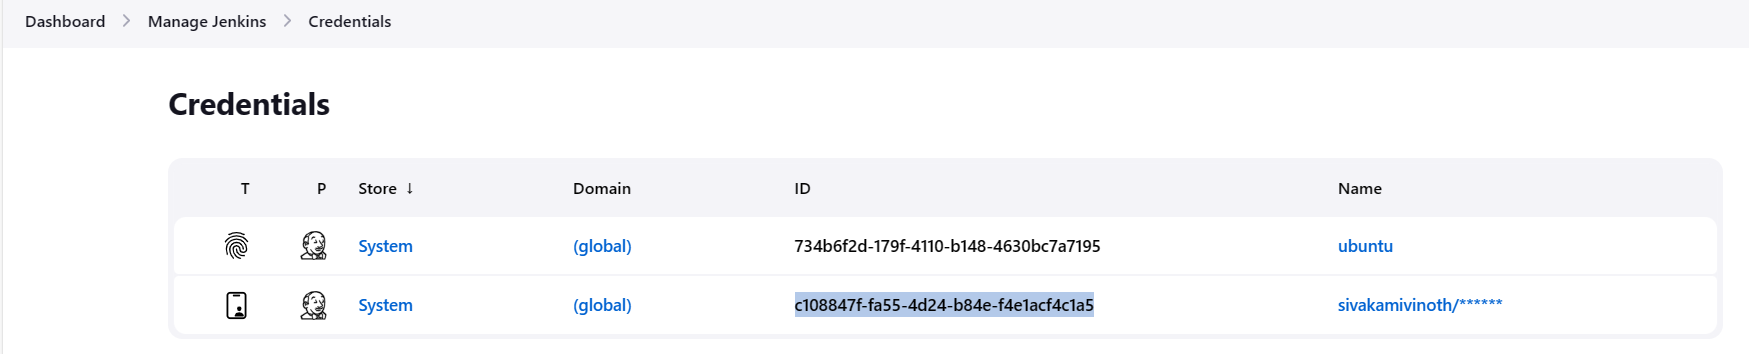 Dashboard > Manage Jenkins > Credentials
Credentials
T P Store ↓ Domain ID Name
System (global) 734b6f2d-179f-4110-b148-4630bc7a7195 ubuntu
System (global) c108847f-fa55-4d24-b84e-f4e1acf4c1a5 sivakamivinoth/******